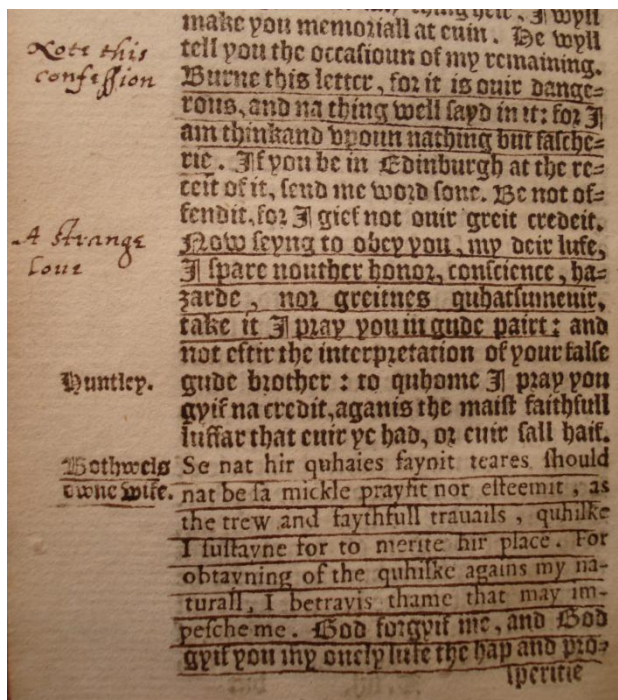 thing heir, I wyll
make you memoriall at euin. He wyll
tell you the occasioun of my remaining.
Note this
confession
Burne this letter, for it is ouir dange=
rous, and na thing well sayd in it: for I
am thinkand vpoun nathing but fasche=
rie. If you be in Edinburgh at the re=
ceit of it, send me word sone. Be not of=
fendit, for I gief not ouir greit credeit.
A strange
loue
Now seyng to obey you, my deir lufe,
I spare nouther honor, conscience, ha=
zarde, nor greitnes quhatsumeuir,
take it I pray you in gude pairt: and
not eftir the interpretation of your false
Huntley.
gude brother: to quhome I pray you
gyif na credit, aganis the maist faithfull
luffar that euir ye had, or euir sall haif.
Bothwels
owne wife.
Se nat hir quhaies faynit teares should
nat be sa mickle praysit nor esteemit, as
the trew and faythfull trauails, quhilke
I sustayne for to merite hir place. For
obtayning of the quhilke agains my na-
turall, I betrayis thame that may im-
pesche me. God forgyif me, and God
gyif you my onely lufe the hap and pro=
speritie